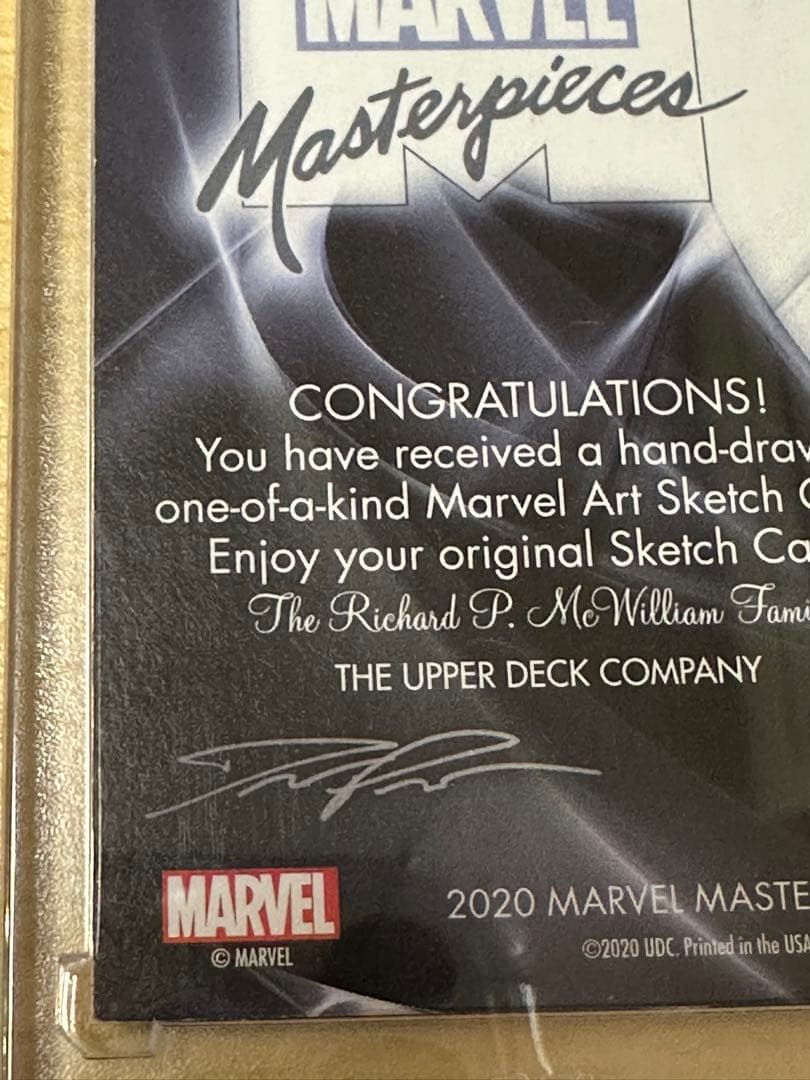 MARVEL
Masterpieces
CONGRATULATIONS!
You have received a hand-draw
one-of-a-kind Marvel Art Sketch C
Enjoy your original Sketch Ca
The Richard P. McWilliam Fami
THE UPPER DECK COMPANY
MARVEL
© MARVEL
2020 MARVEL MASTE
©2020 UDC. Printed in the USA